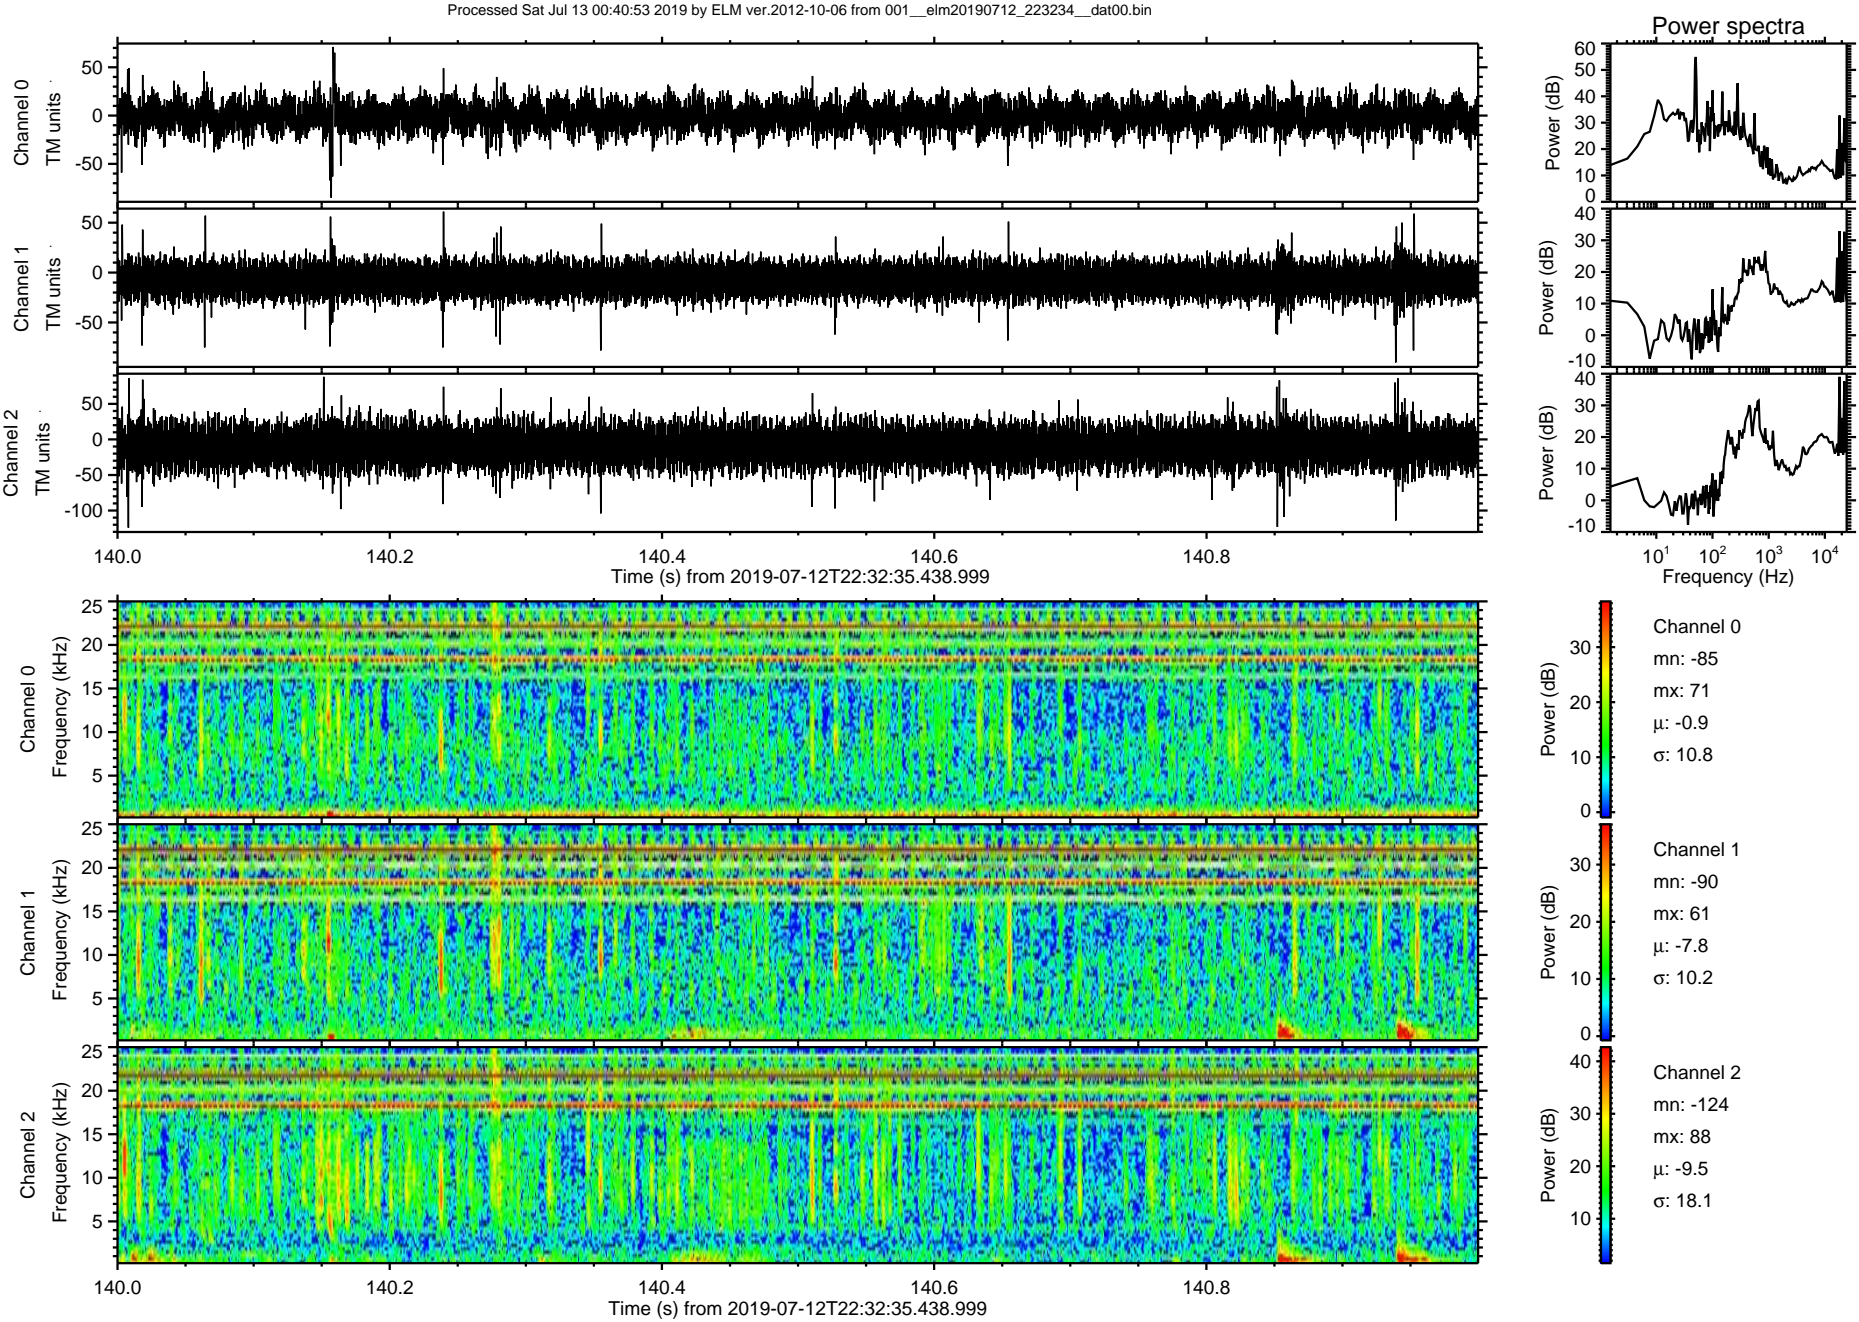 Processed Sat Jul 13 00:40:53 2019 by ELM ver.2012-10-06 from 001__elm20190712_223234__dat00.bin
Power spectra
Channel 0
TM units
50
0
-50
Power (dB)
60
50
40
30
20
10
0
Channel 1
TM units
50
0
-50
Power (dB)
40
30
20
10
0
-10
Channel 2
TM units
50
0
-50
-100
Power (dB)
40
30
20
10
0
-10
140.0 140.2 140.4 140.6 140.8
Time (s) from 2019-07-12T22:32:35.438.999
10^1 10^2 10^3 10^4
Frequency (Hz)
Channel 0
Frequency (kHz)
25
20
15
10
5
Power (dB)
30
20
10
0
Channel 0
mn: -85
mx: 71
μ: -0.9
σ: 10.8
Channel 1
Frequency (kHz)
25
20
15
10
5
Power (dB)
30
20
10
0
Channel 1
mn: -90
mx: 61
μ: -7.8
σ: 10.2
Channel 2
Frequency (kHz)
25
20
15
10
5
Power (dB)
40
30
20
10
Channel 2
mn: -124
mx: 88
μ: -9.5
σ: 18.1
140.0 140.2 140.4 140.6 140.8
Time (s) from 2019-07-12T22:32:35.438.999